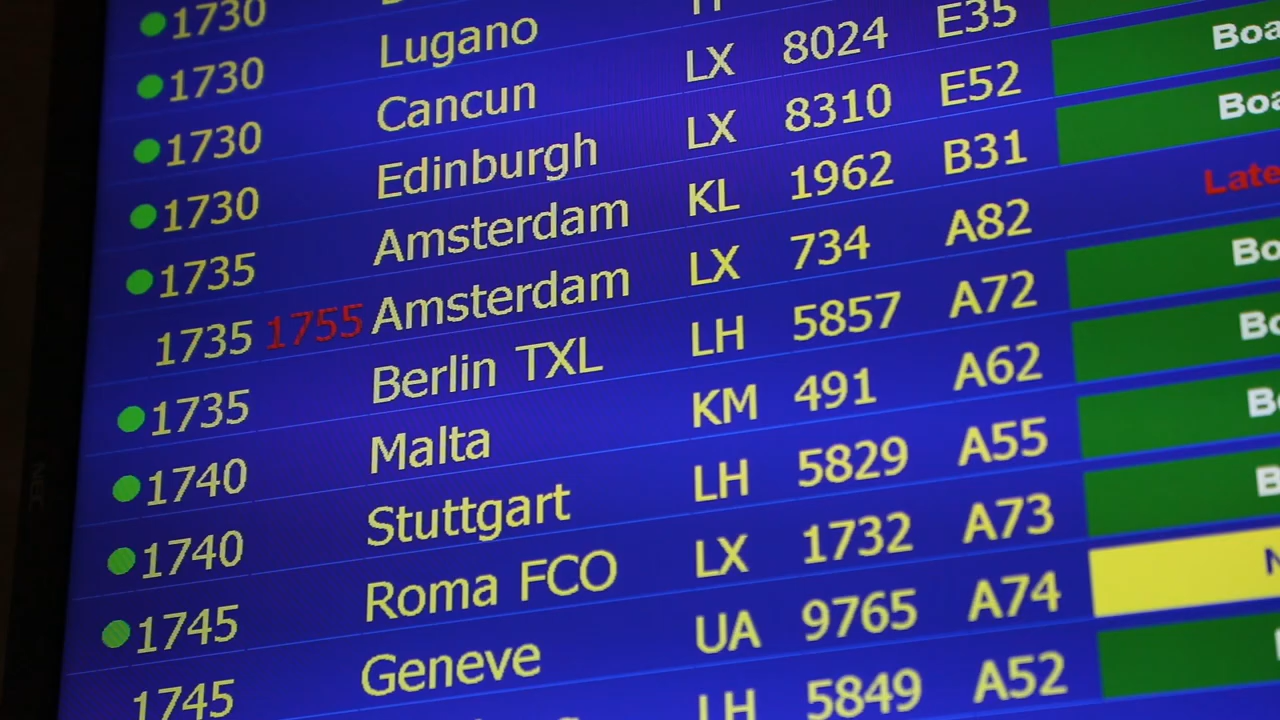 1730
1730 Lugano
1730 Cancun LX 8024 E35
1730 Edinburgh LX 8310 E52 Boa
1735 Amsterdam KL 1962 B31 Boa
1735 1755 Amsterdam LX 734 A82 Late
1735 Berlin TXL LH 5857 A72 Bo
1740 Malta KM 491 A62 Bo
1740 Stuttgart LH 5829 A55 Bo
1745 Roma FCO LX 1732 A73 B
1745 Geneve UA 9765 A74
LH 5849 A52
NEC